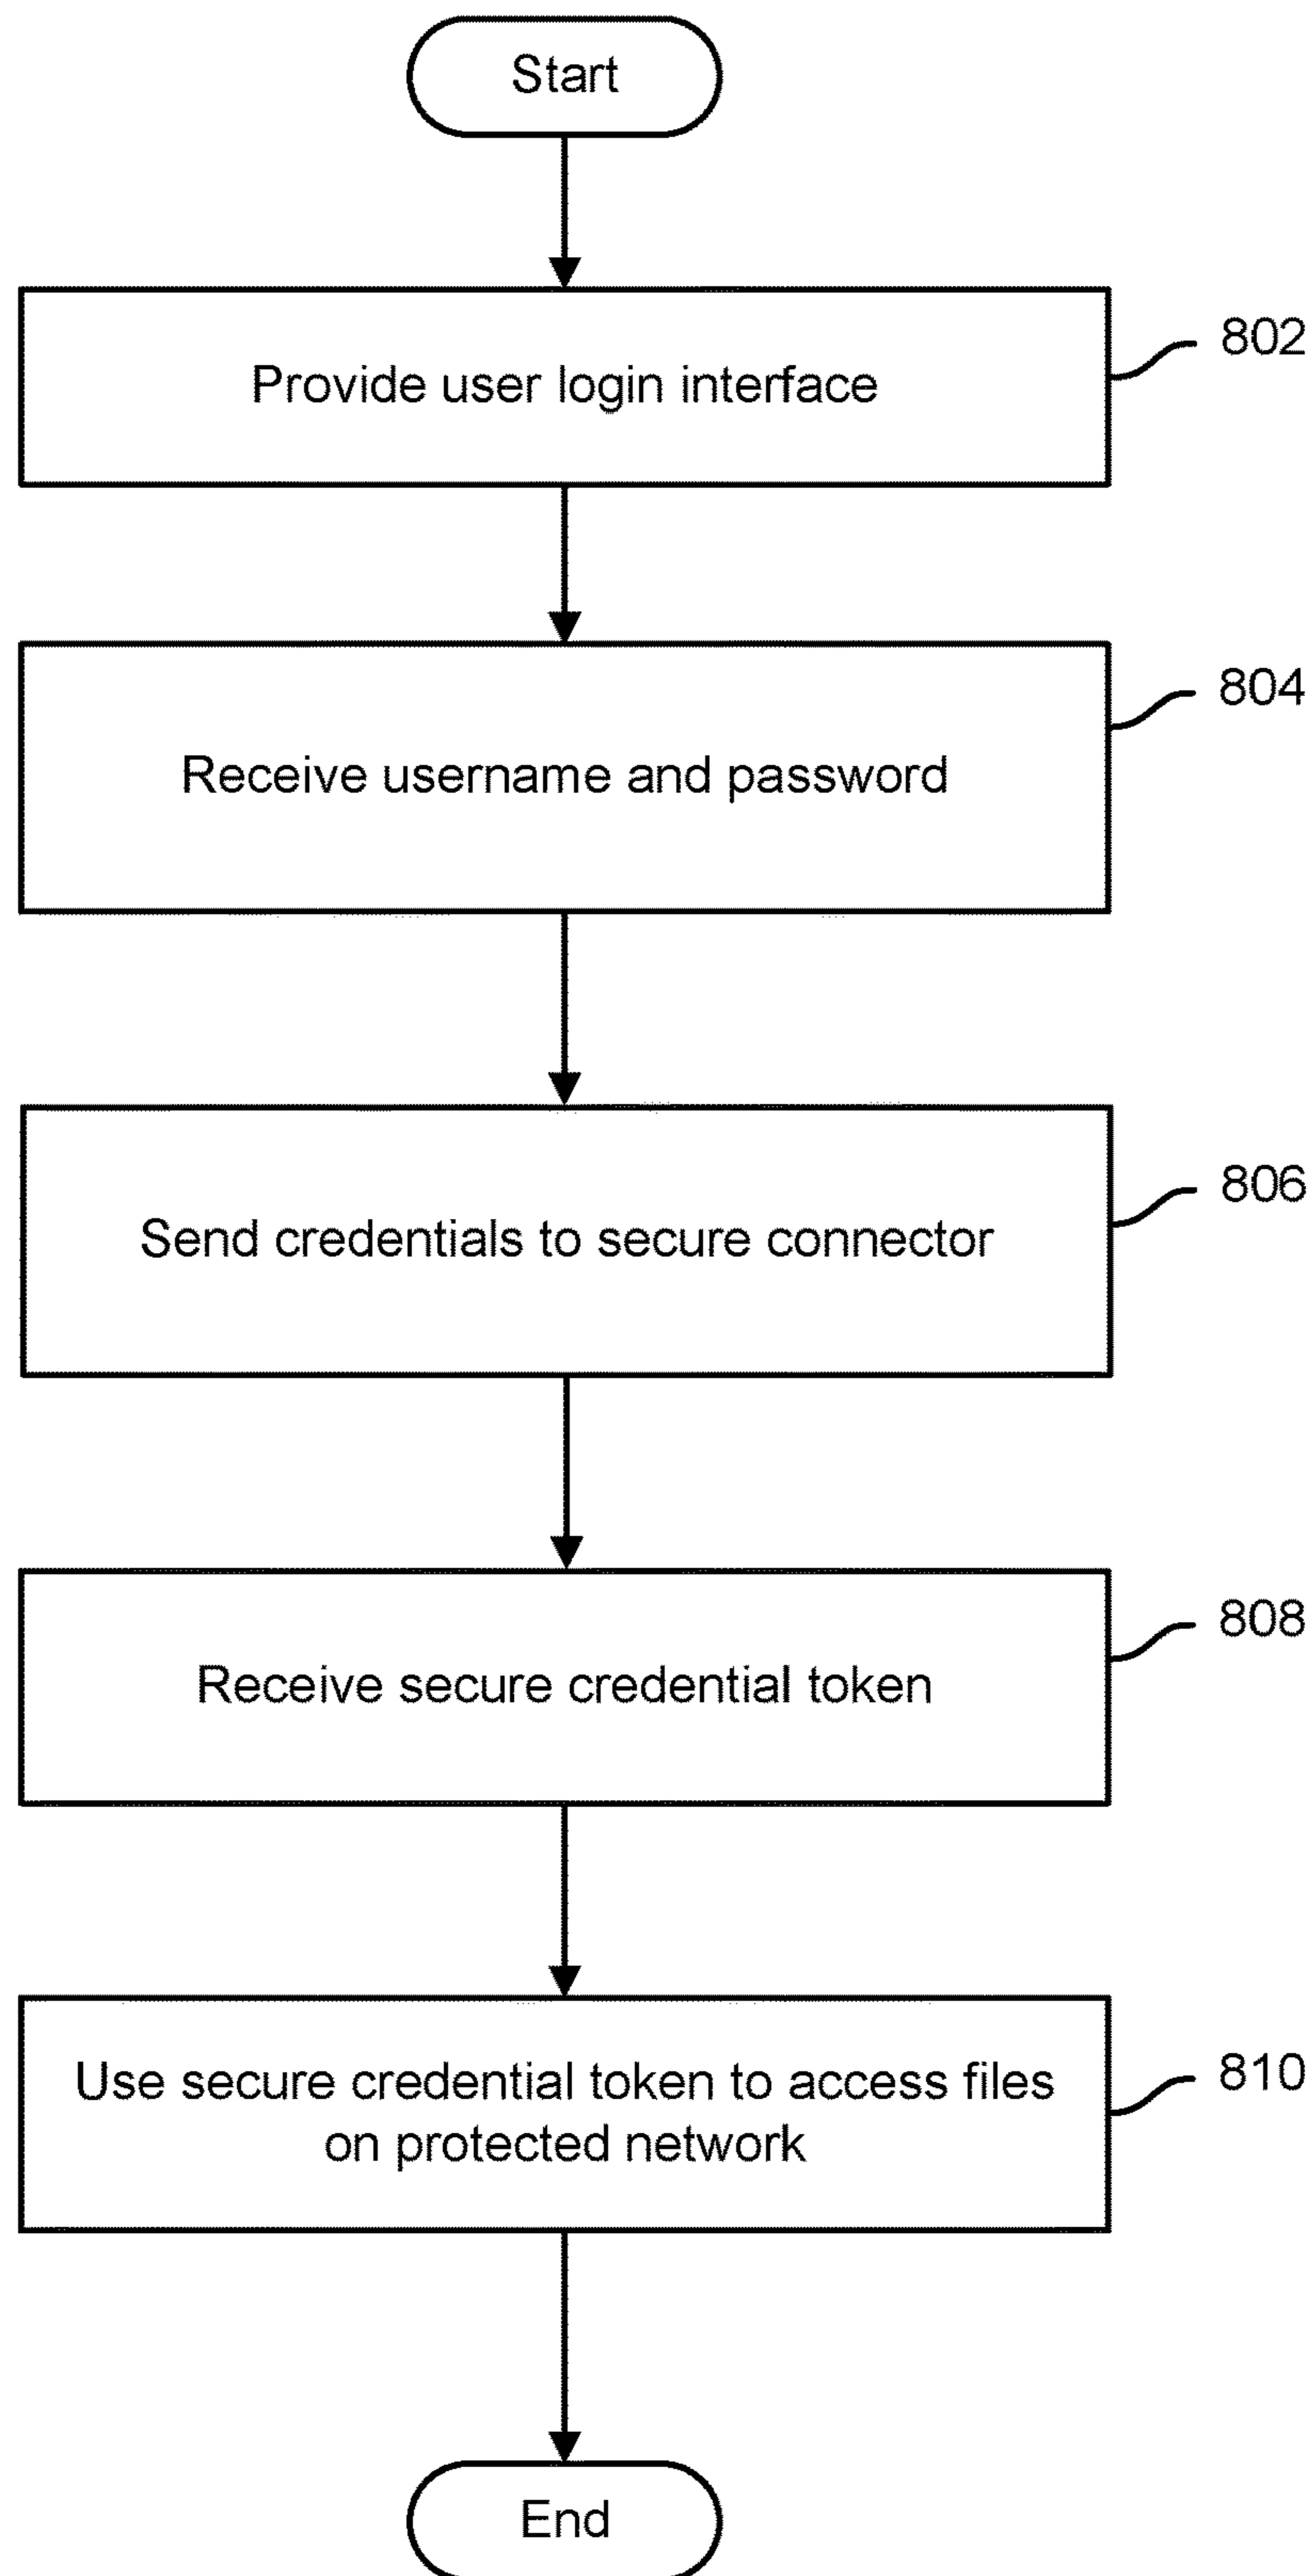 Start
Provide user login interface
802
Receive username and password
804
Send credentials to secure connector
806
Receive secure credential token
808
Use secure credential token to access files
on protected network
810
End